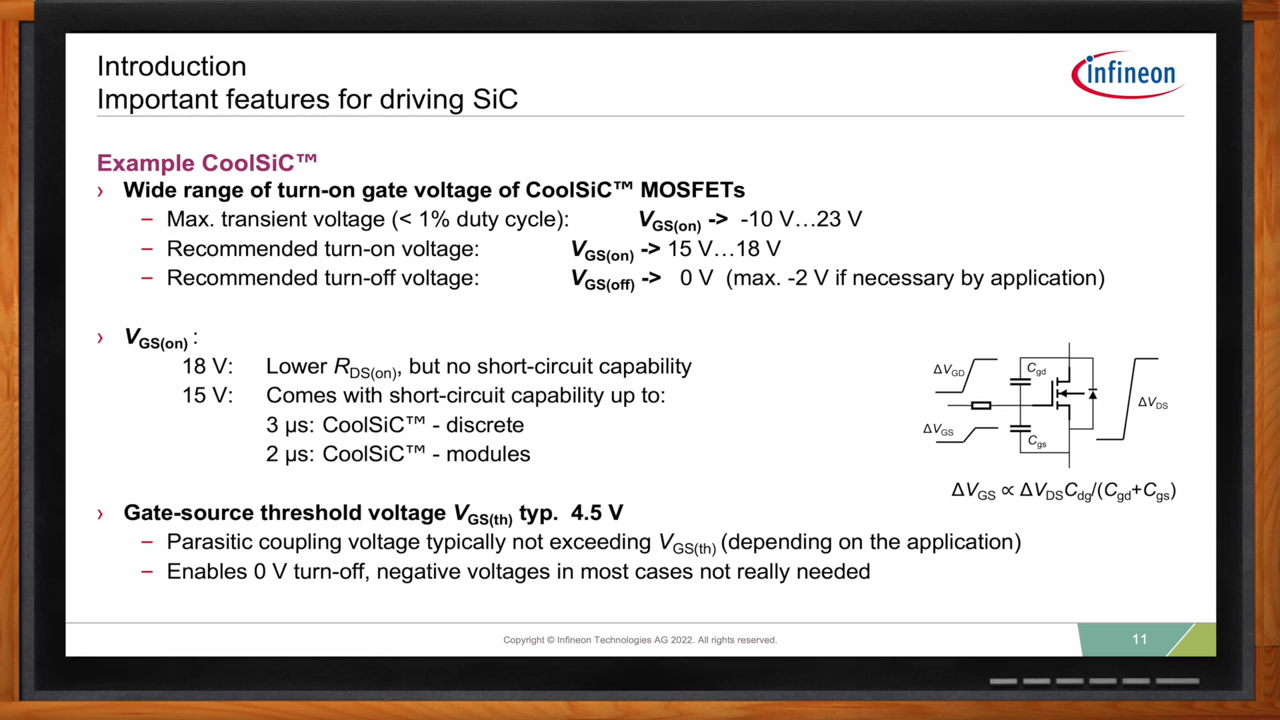 Introduction
Important features for driving SiC
infineon
Example CoolSiC™
› Wide range of turn-on gate voltage of CoolSiC™ MOSFETs
– Max. transient voltage (< 1% duty cycle): VGS(on) -> -10 V…23 V
– Recommended turn-on voltage: VGS(on) -> 15 V…18 V
– Recommended turn-off voltage: VGS(off) -> 0 V (max. -2 V if necessary by application)
› VGS(on) :
18 V: Lower RDS(on), but no short-circuit capability
15 V: Comes with short-circuit capability up to:
3 µs: CoolSiC™ - discrete
2 µs: CoolSiC™ - modules
ΔVGD
Cgd
ΔVDS
ΔVGS
Cgs
ΔVGS ∝ ΔVDSCdg/(Cgd+Cgs)
› Gate-source threshold voltage VGS(th) typ. 4.5 V
– Parasitic coupling voltage typically not exceeding VGS(th) (depending on the application)
– Enables 0 V turn-off, negative voltages in most cases not really needed
Copyright © Infineon Technologies AG 2022. All rights reserved.
11